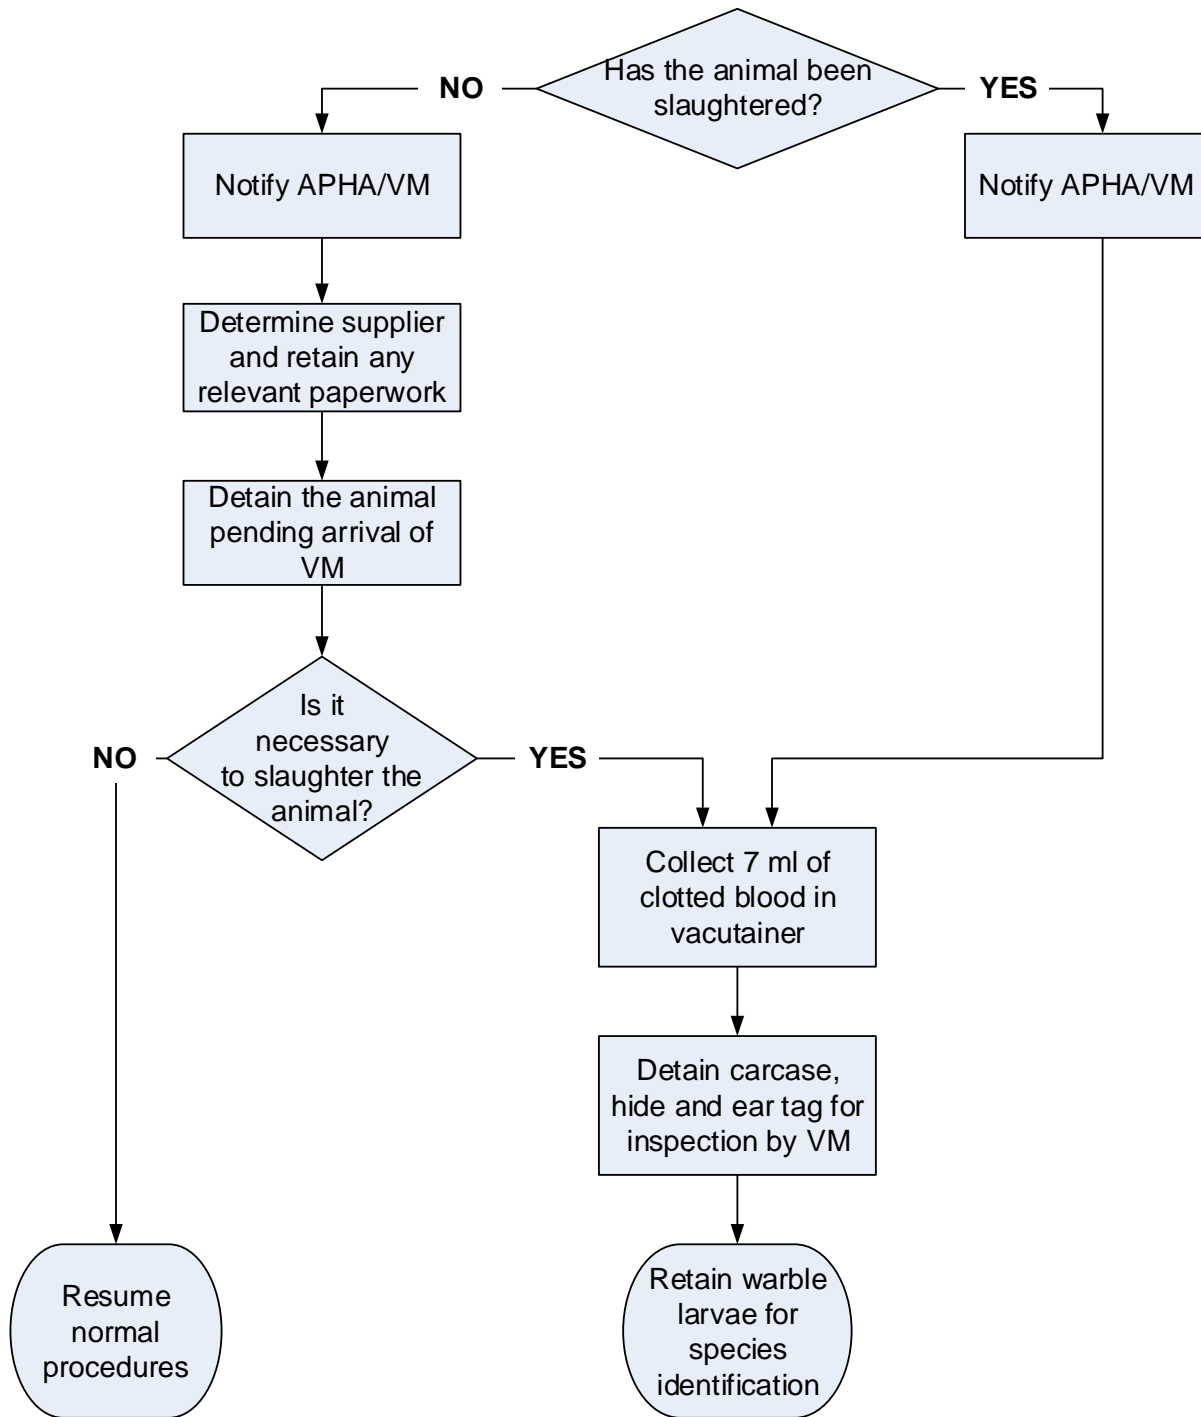 Has the animal been
slaughtered?
NO
YES
Notify APHA/VM
Notify APHA/VM
Determine supplier
and retain any
relevant paperwork
Detain the animal
pending arrival of
VM
Is it
necessary
to slaughter the
animal?
NO
YES
Collect 7 ml of
clotted blood in
vacutainer
Detain carcase,
hide and ear tag for
inspection by VM
Resume
normal
procedures
Retain warble
larvae for
species
identification